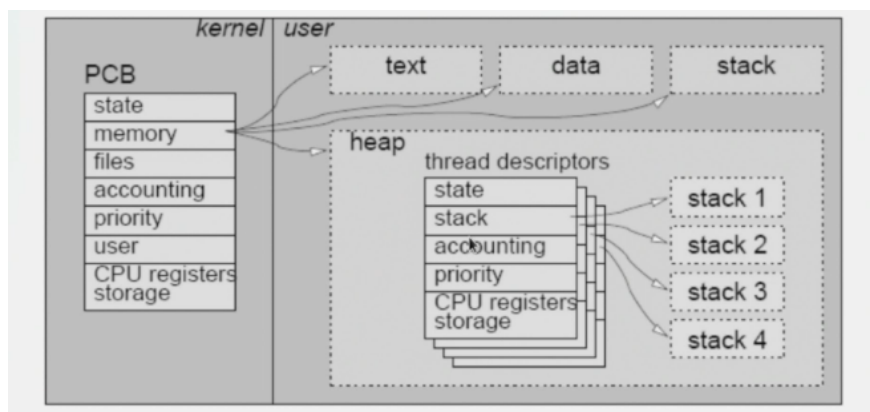 kernel user
PCB
state
memory
files
accounting
priority
user
CPU registers
storage
text
data
stack
heap
thread descriptors
state
stack
accounting
priority
CPU registers
storage
stack 1
stack 2
stack 3
stack 4